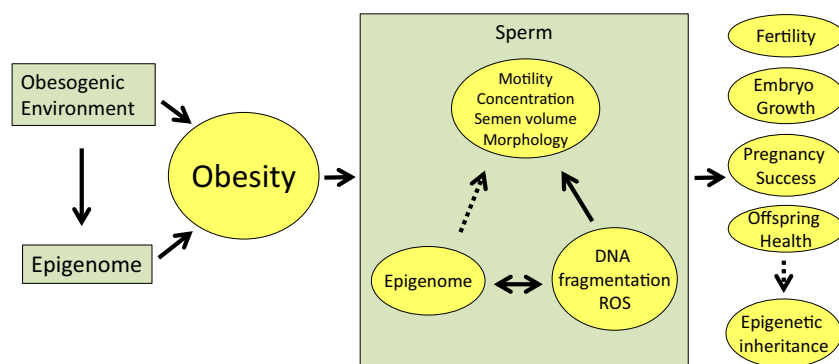 Obesogenic
Environment
Epigenome
Obesity
Sperm
Motility
Concentration
Semen volume
Morphology
Epigenome
DNA
fragmentation
ROS
Fertility
Embryo
Growth
Pregnancy
Success
Offspring
Health
Epigenetic
inheritance